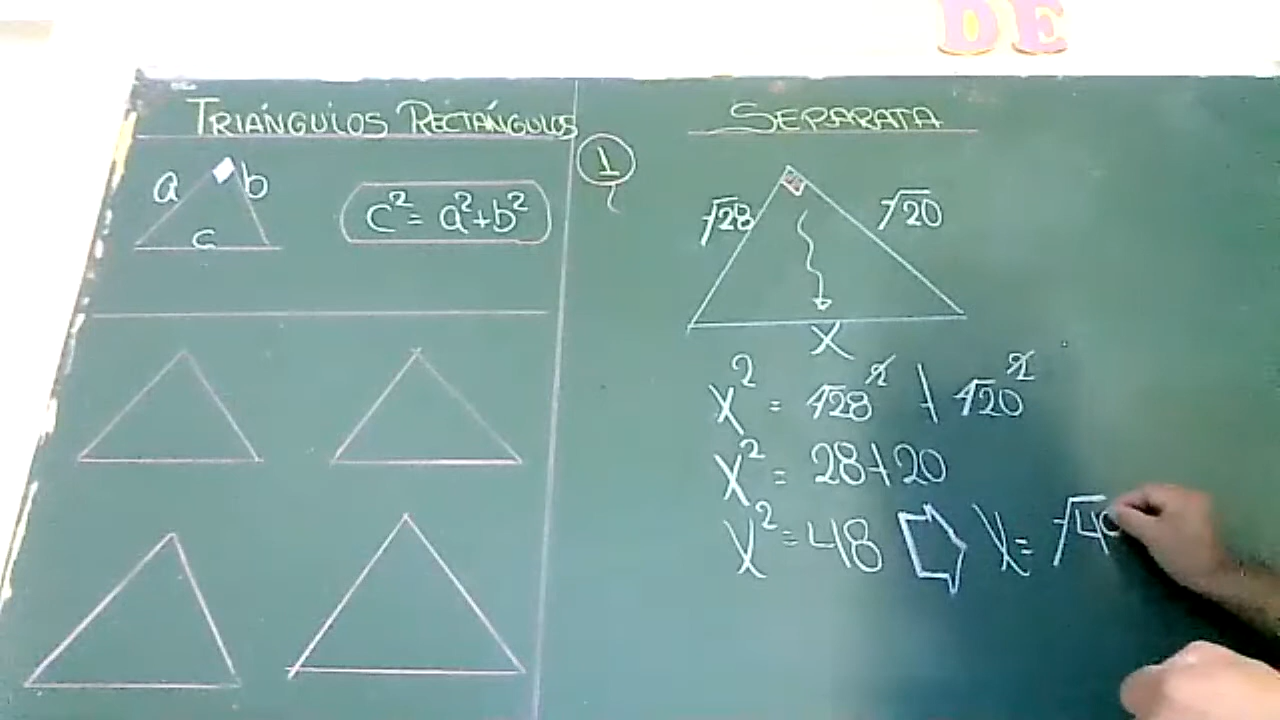 DE
TRIÁNGULOS RECTÁNGULOS
a
b
c
c² = a² + b²
SEPARATA
1
√28
√20
X
X² = √28² + √20²
X² = 28 + 20
X² = 48 ⇨ X = √4